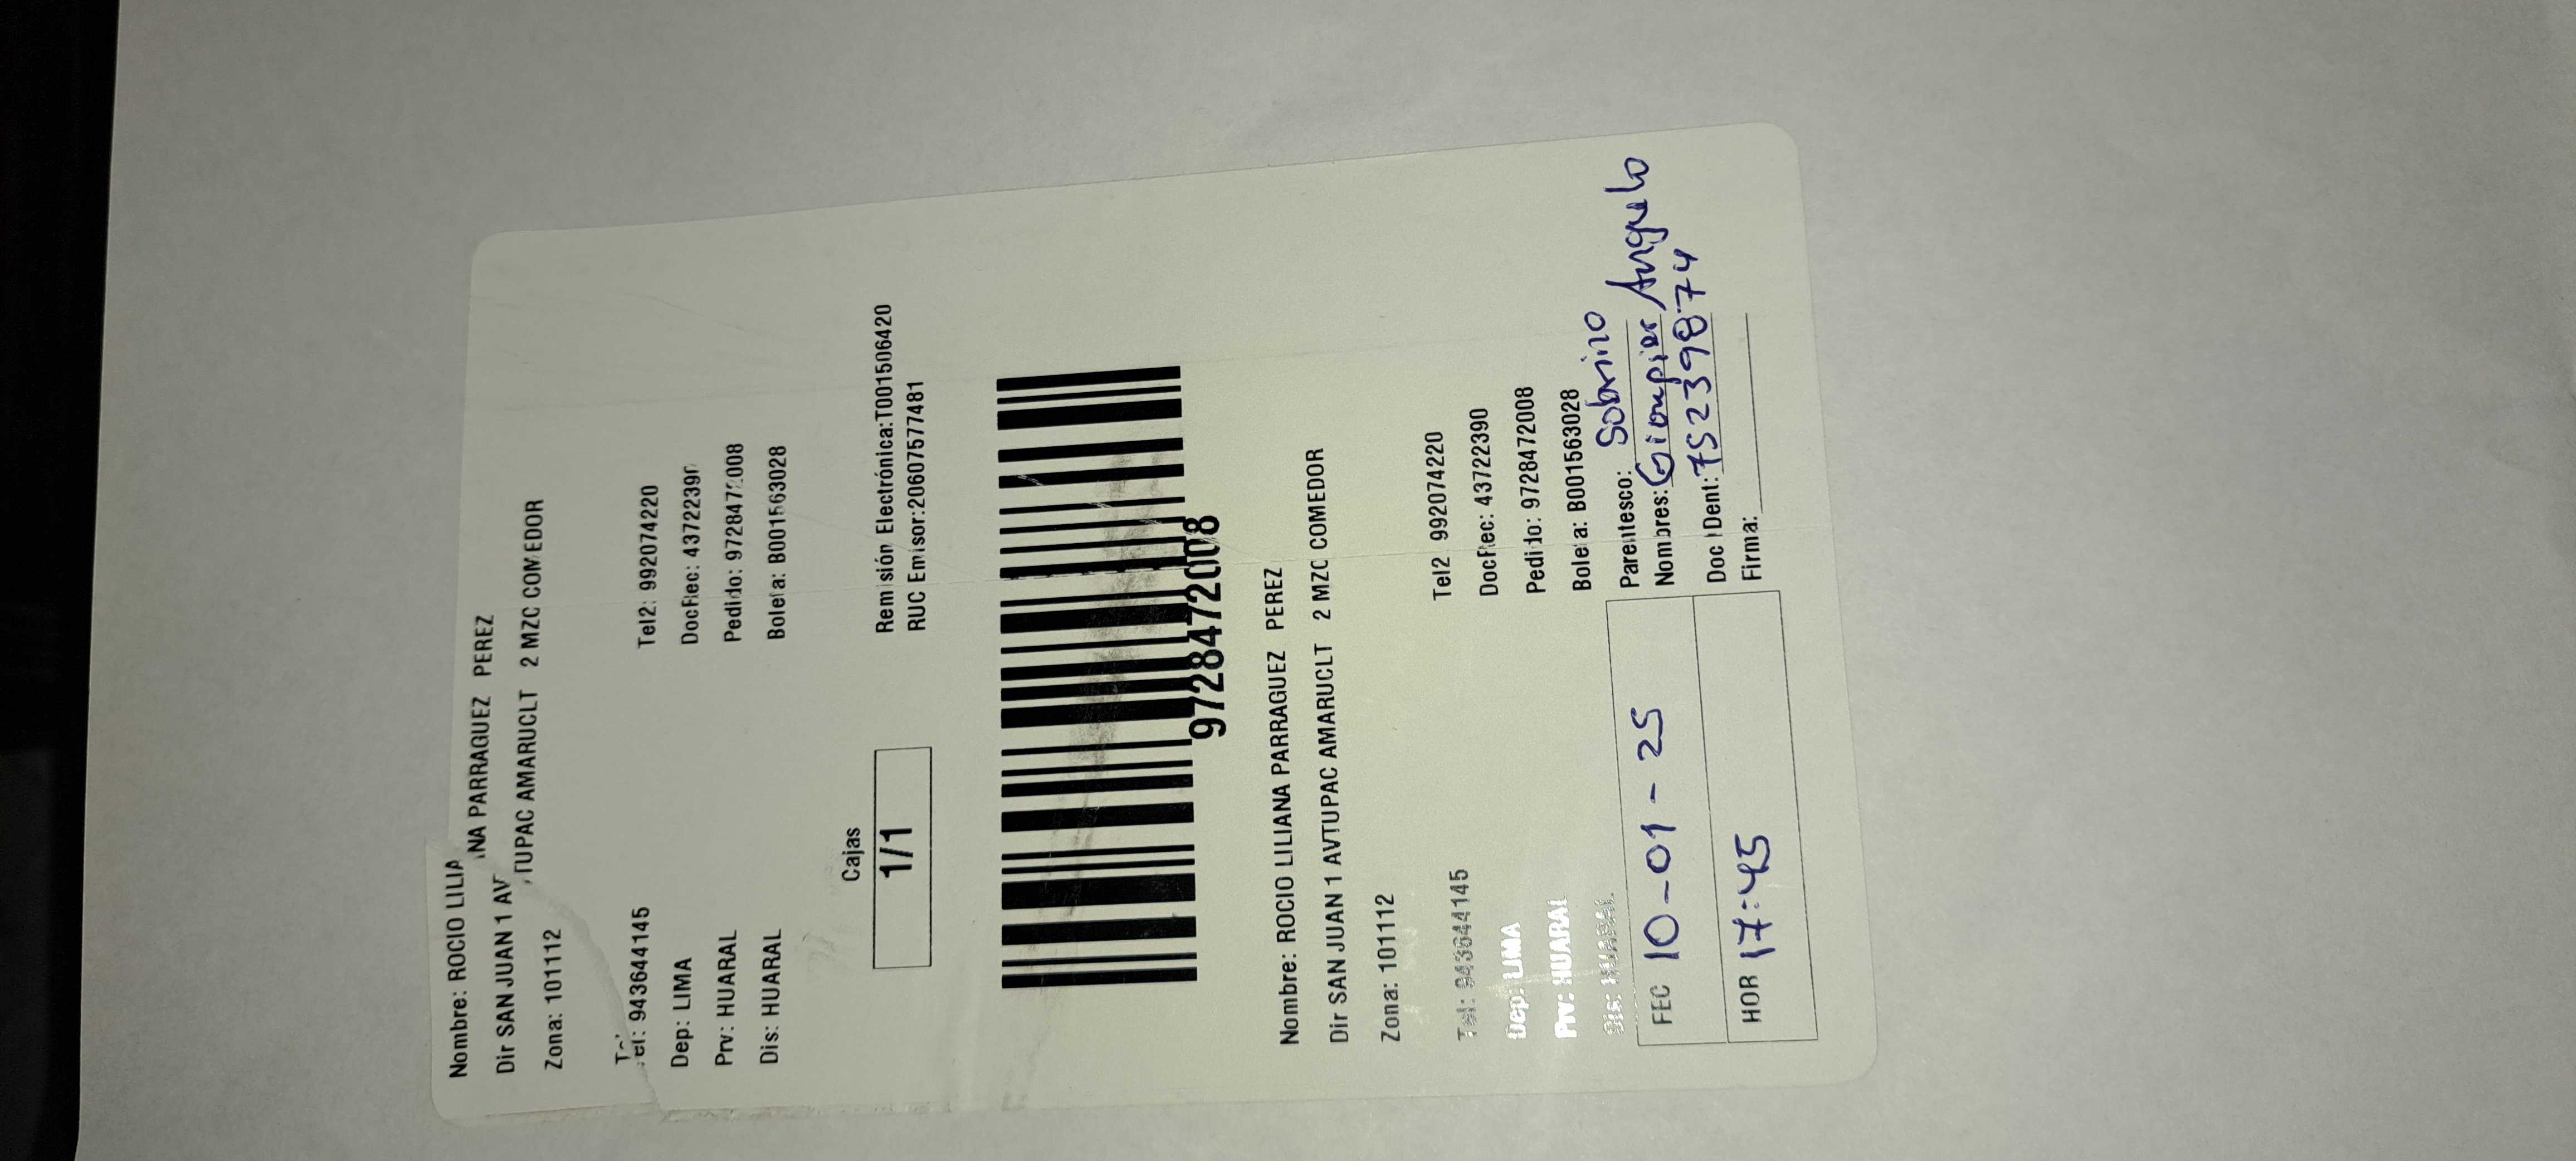 Nombre: ROCIO LILIANA PARRAGUEZ PEREZ
Dir SAN JUAN 1 AV TUPAC AMARUCLT 2 MZC COMEDOR
Zona: 101112
Tel: 943644145 Tel2: 992074220
Dep: LIMA DocRec: 43722390
Prv: HUARAL Pedido: 9728472008
Dis: HUARAL Boleta: B001563028
Cajas
1/1
Remisión Electrónica:T001506420
RUC Emisor:20607577481
9728472008
Nombre: ROCIO LILIANA PARRAGUEZ PEREZ
Dir SAN JUAN 1 AVTUPAC AMARUCLT 2 MZC COMEDOR
Zona: 101112
Tel: 943644145 Tel2 992074220
Dep: LIMA DocRec: 43722390
Prv: HUARAL Pedido: 9728472008
Dis: HUARAL Boleta: B001563028
FEC 10-01-25
HOR 17:45
Parentesco: Sobrino
Nombres: Gionpier Angulo
Doc IDent: 75239874
Firma: